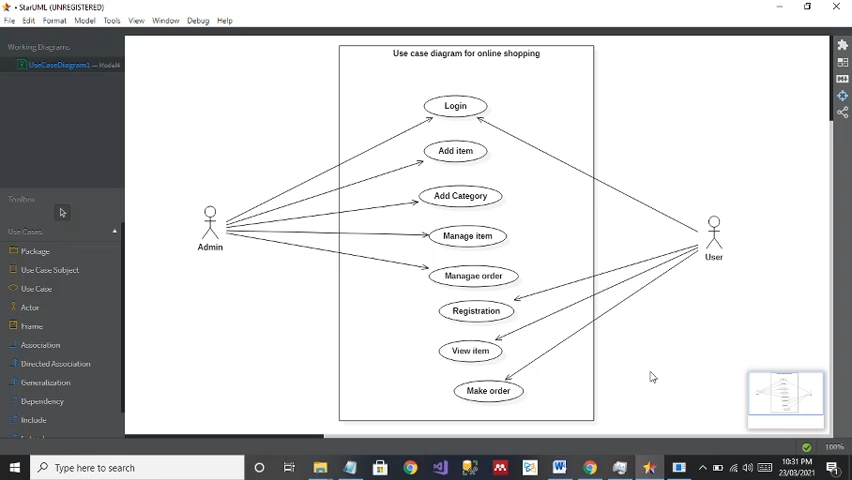 • StarUML (UNREGISTERED)
File Edit Format Model Tools View Window Debug Help
Working Diagrams
UseCaseDiagram1 — Model4
Toolbox
Use Cases
Package
Use Case Subject
Use Case
Actor
Frame
Association
Directed Association
Generalization
Dependency
Include
Use case diagram for online shopping
Login
Add item
Add Category
Manage item
Managae order
Registration
View item
Make order
Admin
User
100%
Type here to search
10:31 PM
23/03/2021